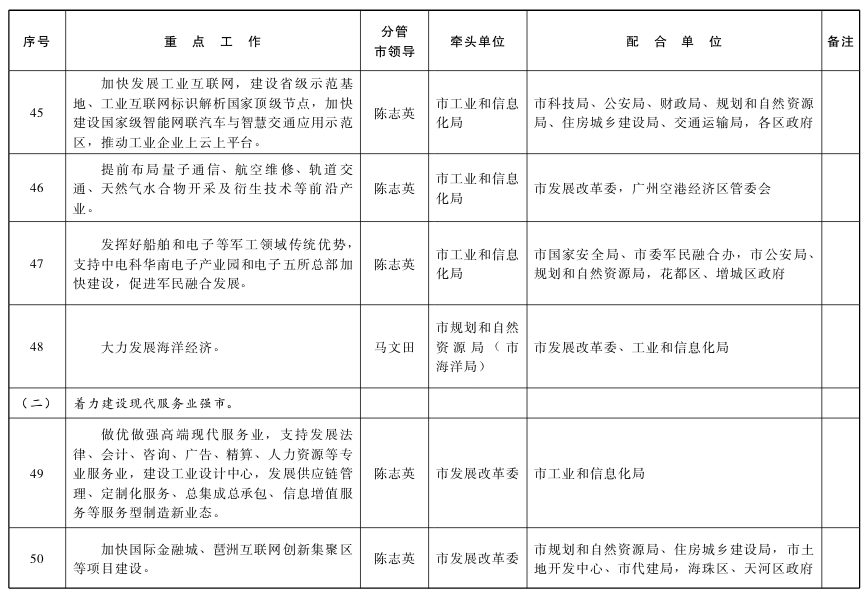 序号
重点工作
分管
市领导
牵头单位
配合单位
备注
45
加快发展工业互联网，建设省级示范基
地、工业互联网标识解析国家顶级节点，加快
建设国家级智能网联汽车与智慧交通应用示范
区，推动工业企业上云上平台。
陈志英
市工业和信息
化局
市科技局、公安局、财政局、规划和自然资源
局、住房城乡建设局、交通运输局，各区政府
46
提前布局量子通信、航空维修、轨道交
通、天然气水合物开采及衍生技术等前沿产
业。
陈志英
市工业和信息
化局
市发展改革委，广州空港经济区管委会
47
发挥好船舶和电子等军工领域传统优势，
支持中电科华南电子产业园和电子五所总部加
快建设，促进军民融合发展。
陈志英
市工业和信息
化局
市国家安全局、市委军民融合办，市公安局、
规划和自然资源局，花都区、增城区政府
48
大力发展海洋经济。
马文田
市规划和自然
资源局（市
海洋局）
市发展改革委、工业和信息化局
（二）
着力建设现代服务业强市。
49
做优做强高端现代服务业，支持发展法
律、会计、咨询、广告、精算、人力资源等专
业服务业，建设工业设计中心，发展供应链管
理、定制化服务、总集成总承包、信息增值服
务等服务型制造新业态。
陈志英
市发展改革委
市工业和信息化局
50
加快国际金融城、琶洲互联网创新集聚区
等项目建设。
陈志英
市发展改革委
市规划和自然资源局、住房城乡建设局，市土
地开发中心、市代建局，海珠区、天河区政府